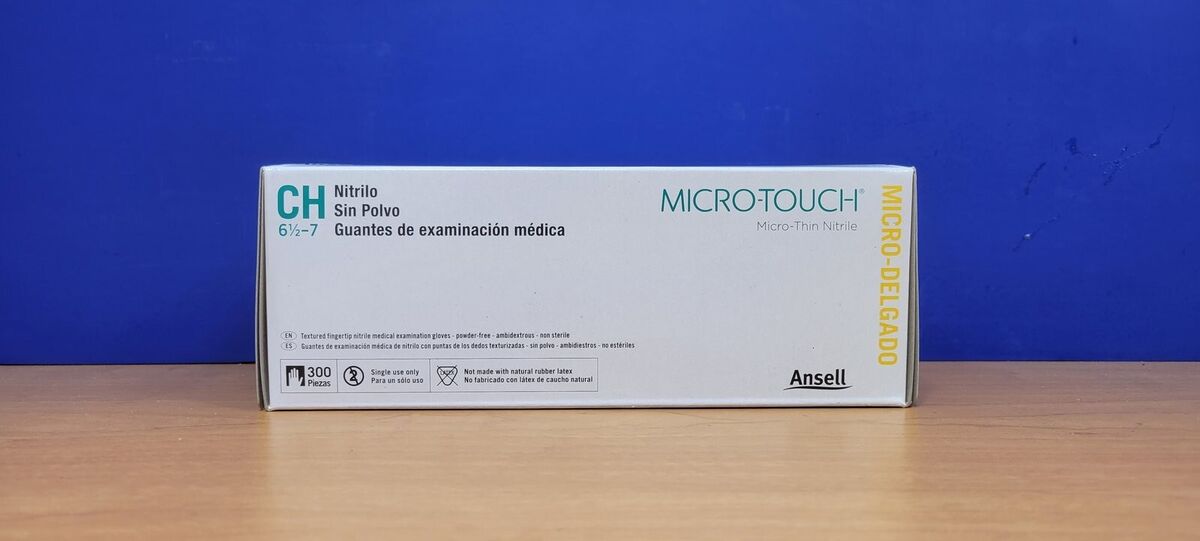 CH
6½-7
Nitrilo
Sin Polvo
Guantes de examinación médica
MICRO-TOUCH®
Micro-Thin Nitrile
MICRO-DELGADO
EN Textured fingertip nitrile medical examination gloves - powder-free - ambidextrous - non sterile
ES Guantes de examinación médica de nitrilo con puntas de los dedos texturizadas - sin polvo - ambidiestros - no estériles
300
Piezas
2
Single use only
Para un sólo uso
LATEX
Not made with natural rubber latex
No fabricado con látex de caucho natural
Ansell